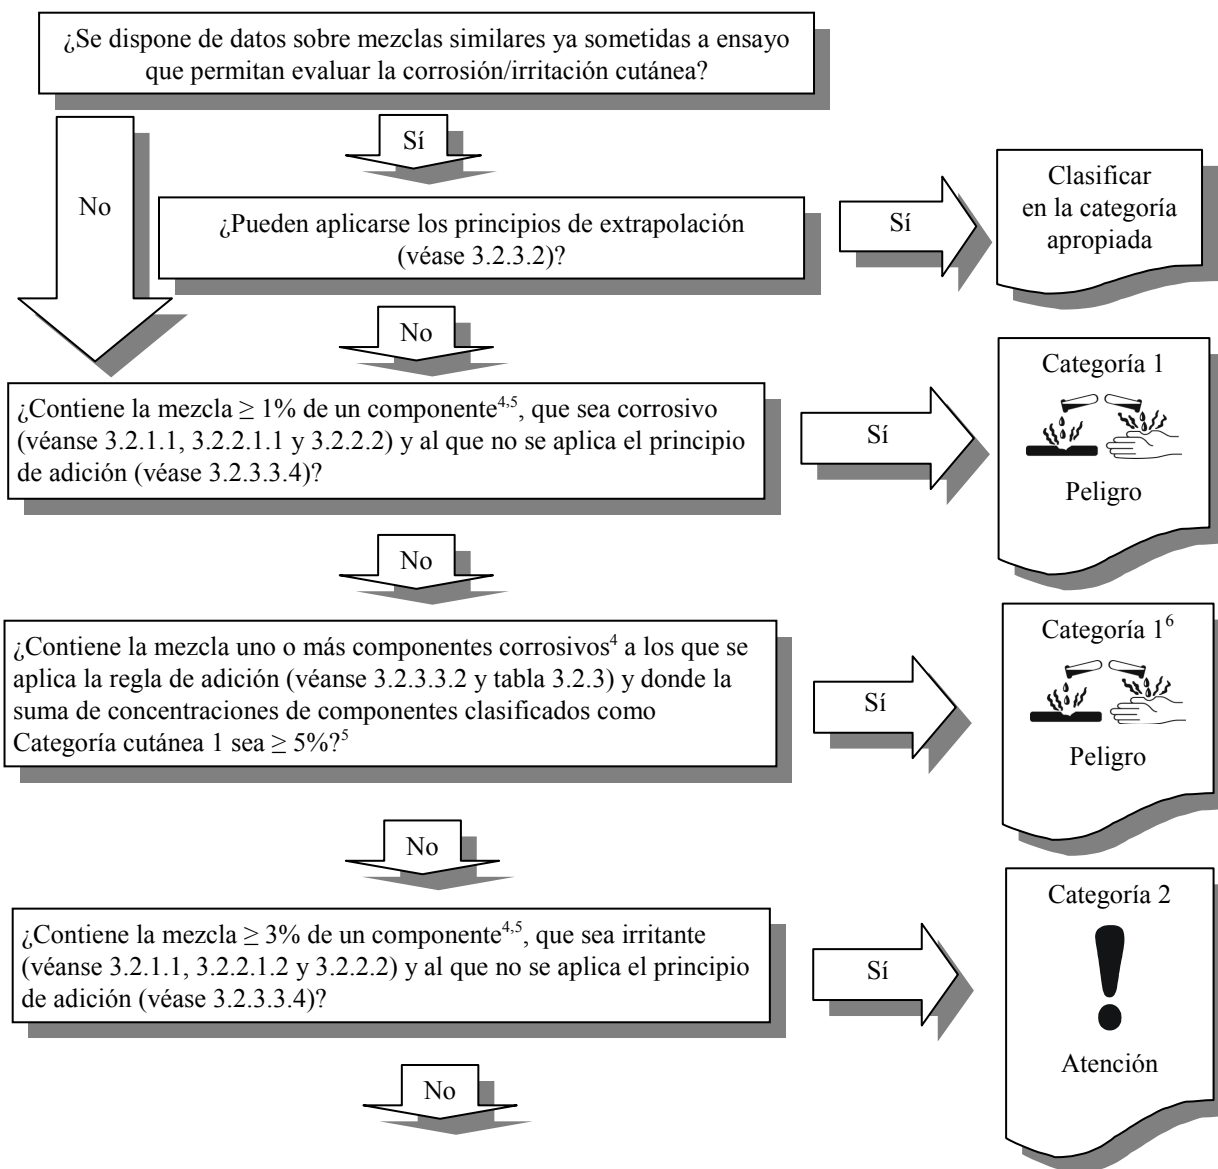 ¿Se dispone de datos sobre mezclas similares ya sometidas a ensayo
que permitan evaluar la corrosión/irritación cutánea?
Sí
No
¿Pueden aplicarse los principios de extrapolación
(véase 3.2.3.2)?
Sí
Clasificar
en la categoría
apropiada
No
¿Contiene la mezcla ≥ 1% de un componente4,5, que sea corrosivo
(véanse 3.2.1.1, 3.2.2.1.1 y 3.2.2.2) y al que no se aplica el principio
de adición (véase 3.2.3.3.4)?
Sí
Categoría 1
Peligro
No
¿Contiene la mezcla uno o más componentes corrosivos4 a los que se
aplica la regla de adición (véanse 3.2.3.3.2 y tabla 3.2.3) y donde la
suma de concentraciones de componentes clasificados como
Categoría cutánea 1 sea ≥ 5%?5
Sí
Categoría 16
Peligro
No
¿Contiene la mezcla ≥ 3% de un componente4,5, que sea irritante
(véanse 3.2.1.1, 3.2.2.1.2 y 3.2.2.2) y al que no se aplica el principio
de adición (véase 3.2.3.3.4)?
Sí
Categoría 2
Atención
No